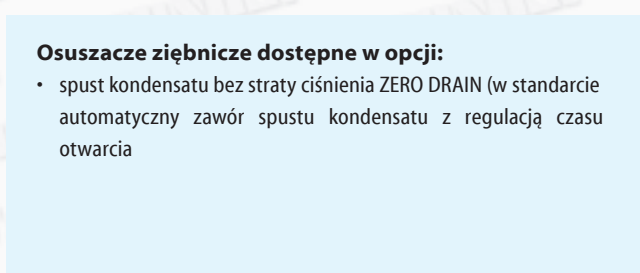 Osuszacze ziębnicze dostępne w opcji:
• spust kondensatu bez straty ciśnienia ZERO DRAIN (w standarcie
automatyczny zawór spustu kondensatu z regulacją czasu
otwarcia